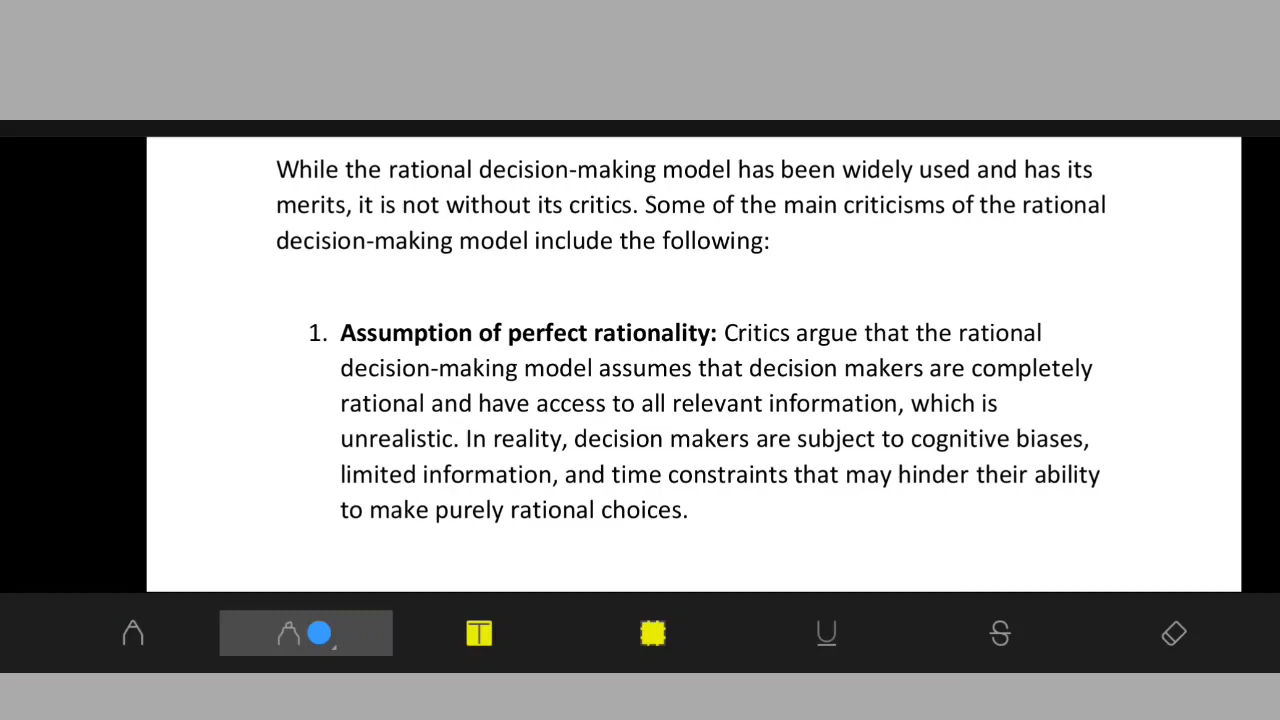 While the rational decision-making model has been widely used and has its
merits, it is not without its critics. Some of the main criticisms of the rational
decision-making model include the following:
1. Assumption of perfect rationality: Critics argue that the rational
decision-making model assumes that decision makers are completely
rational and have access to all relevant information, which is
unrealistic. In reality, decision makers are subject to cognitive biases,
limited information, and time constraints that may hinder their ability
to make purely rational choices.